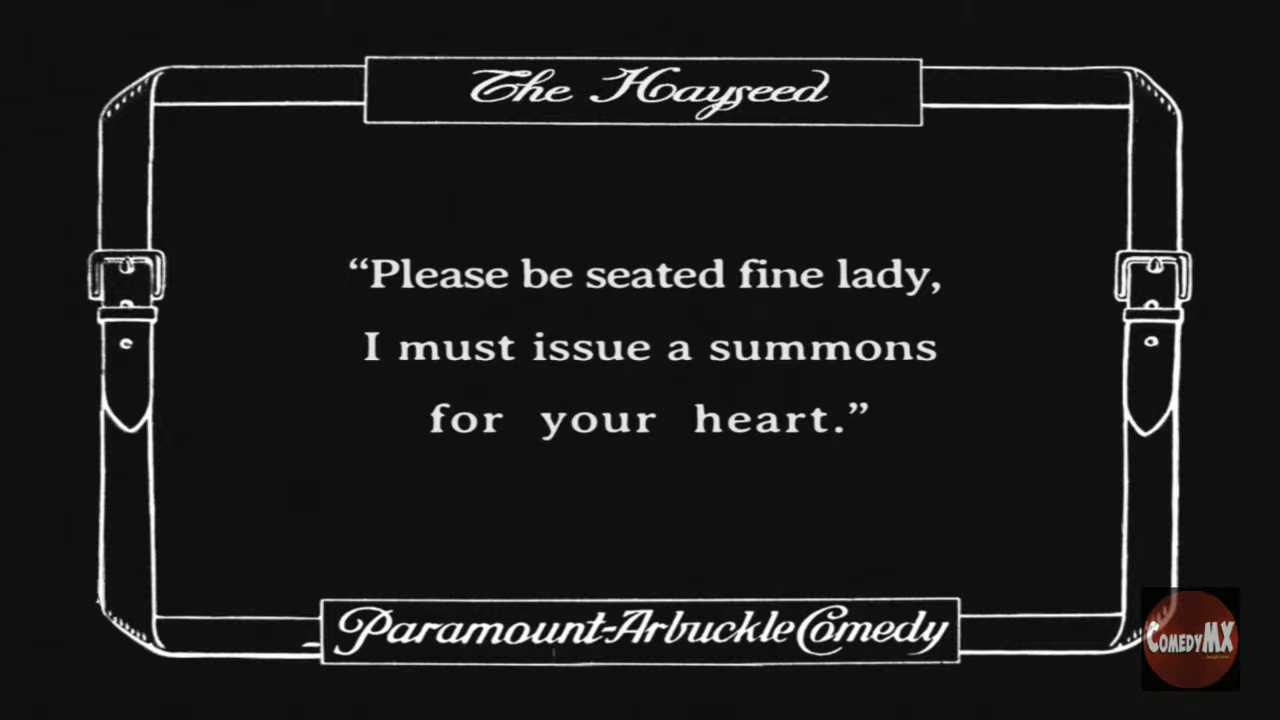 The Hayseed
“Please be seated fine lady,
I must issue a summons
for your heart.”
Paramount-Arbuckle Comedy
COMEDYMX